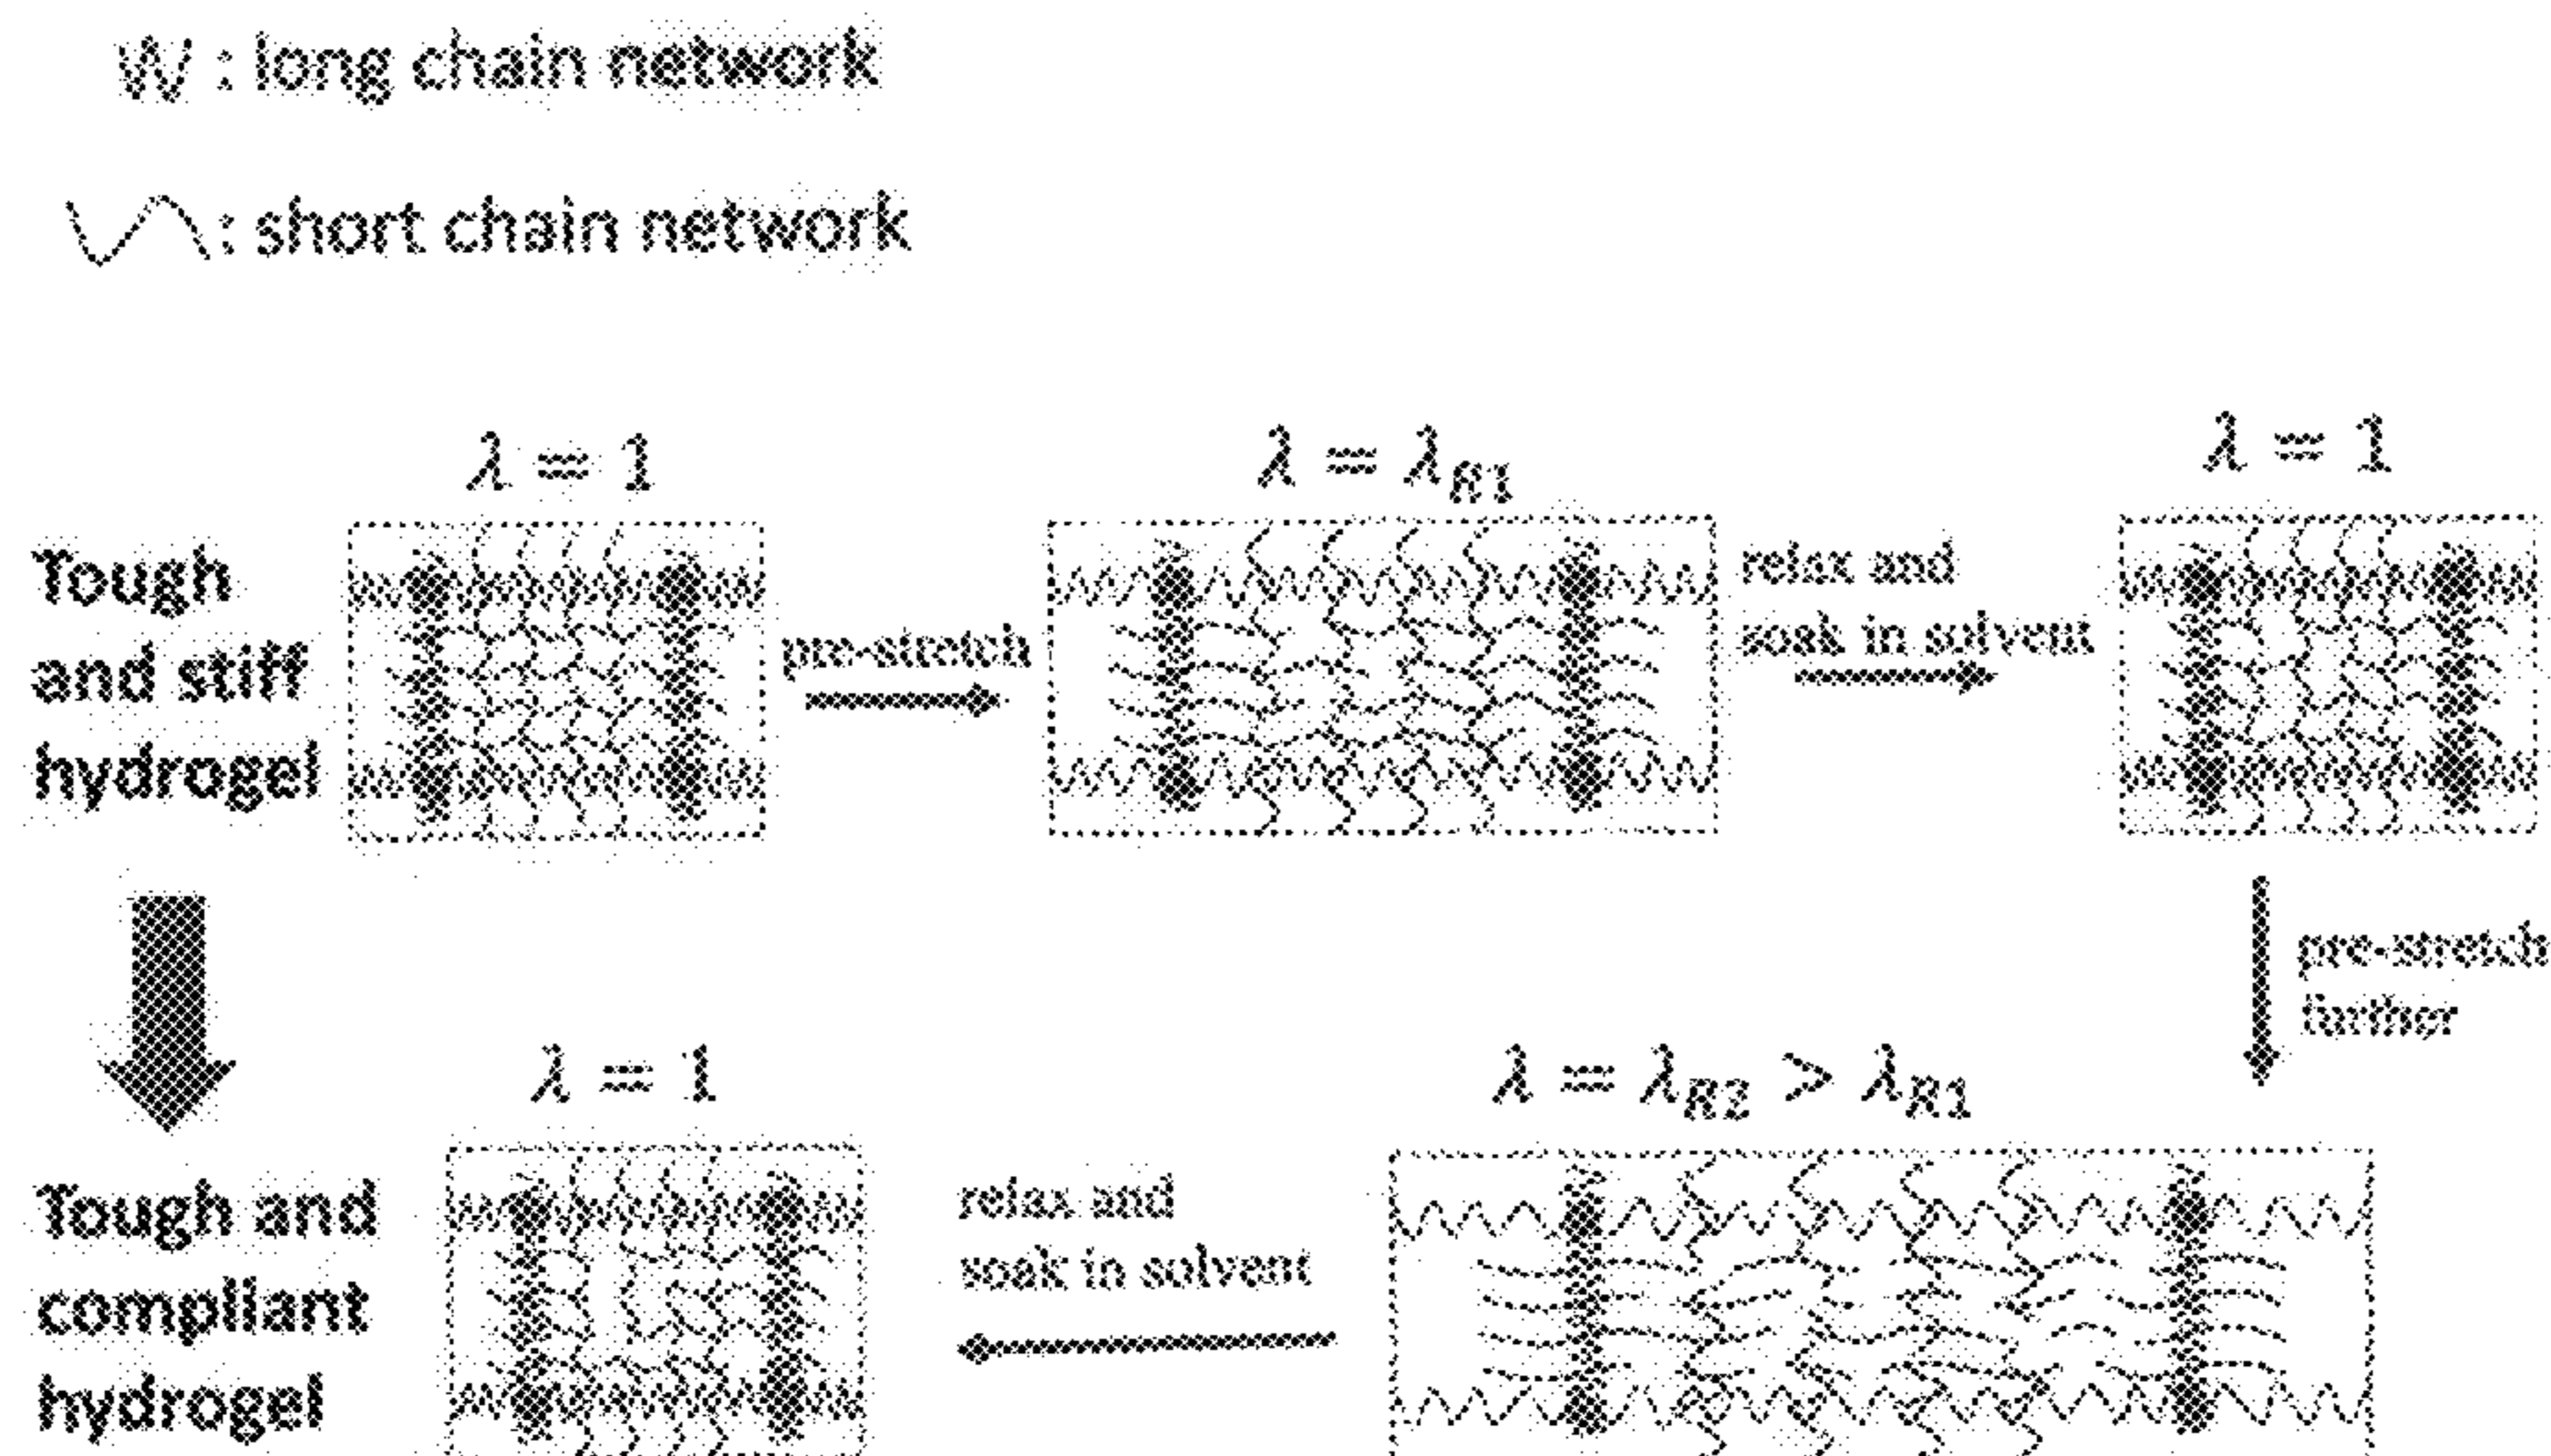 : long chain network
: short chain network
λ = 1
λ = λR1
λ = 1
Tough
and stiff
hydrogel
pre-stretch
relax and
soak in solvent
pre-stretch
further
λ = 1
λ = λR2 > λR1
Tough and
compliant
hydrogel
relax and
soak in solvent